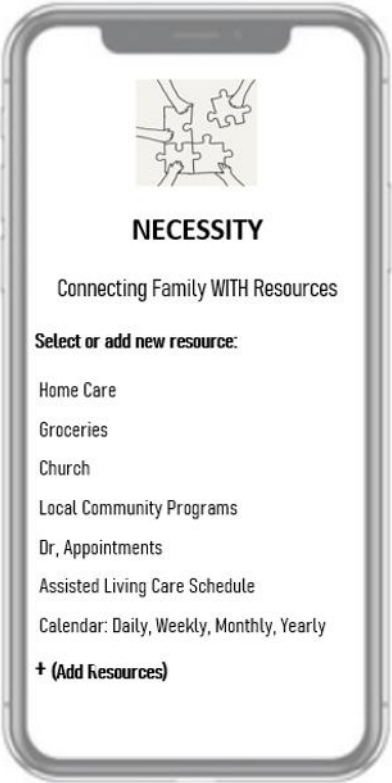 NECESSITY
Connecting Family WITH Resources
Select or add new resource:
Home Care
Groceries
Church
Local Community Programs
Dr, Appointments
Assisted Living Care Schedule
Calendar: Daily, Weekly, Monthly, Yearly
+ (Add Resources)